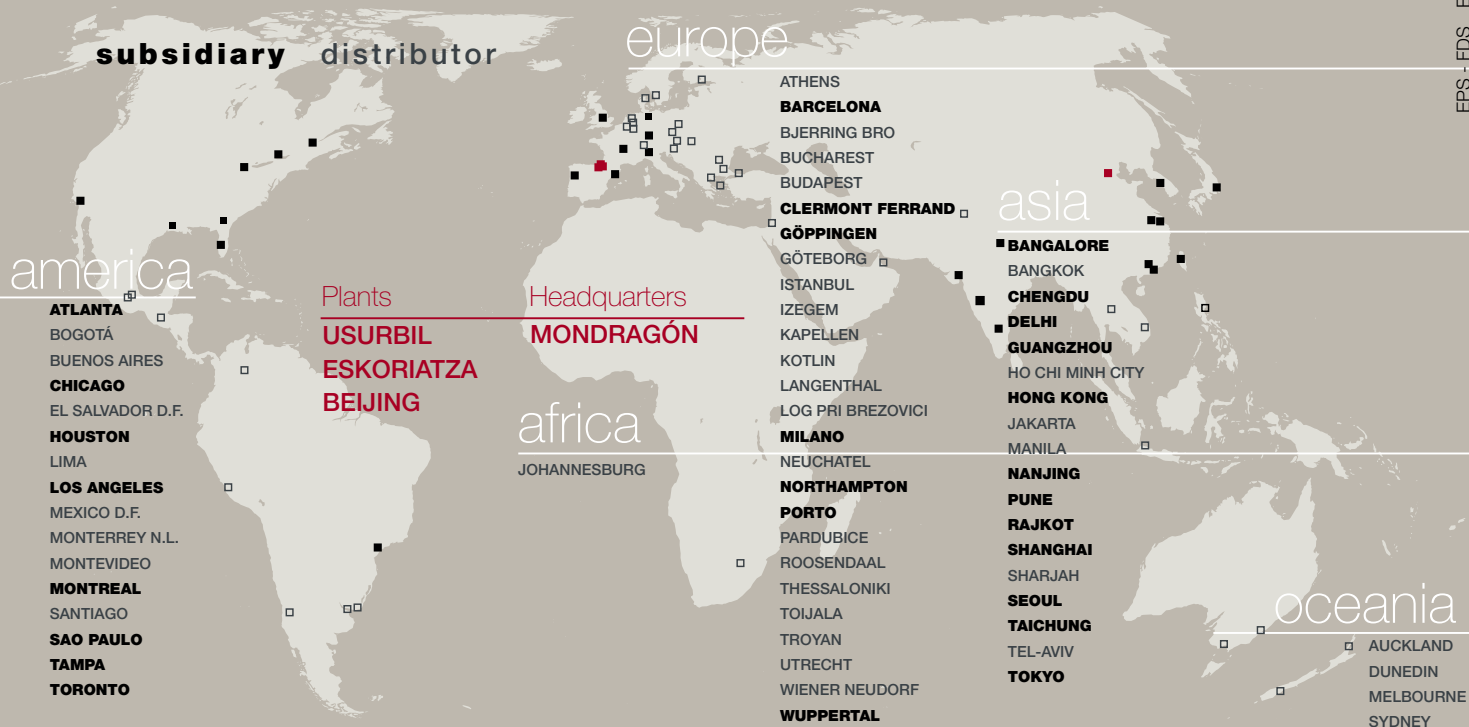 subsidiary distributor
europe
ATHENS
BARCELONA
BJERRING BRO
BUCHAREST
BUDAPEST
CLERMONT FERRAND
GÖPPINGEN
GÖTEBORG
ISTANBUL
IZEGEM
KAPELLEN
KOTLIN
LANGENTHAL
LOG PRI BREZOVICI
MILANO
NEUCHATEL
NORTHAMPTON
PORTO
PARDUBICE
ROOSENDAAL
THESSALONIKI
TOIJALA
TROYAN
UTRECHT
WIENER NEUDORF
WUPPERTAL
america
ATLANTA
BOGOTÁ
BUENOS AIRES
CHICAGO
EL SALVADOR D.F.
HOUSTON
LIMA
LOS ANGELES
MEXICO D.F.
MONTERREY N.L.
MONTEVIDEO
MONTREAL
SANTIAGO
SAO PAULO
TAMPA
TORONTO
Plants
USURBIL
ESKORIATZA
BEIJING
Headquarters
MONDRAGÓN
africa
JOHANNESBURG
asia
BANGALORE
BANGKOK
CHENGDU
DELHI
GUANGZHOU
HO CHI MINH CITY
HONG KONG
JAKARTA
MANILA
NANJING
PUNE
RAJKOT
SHANGHAI
SHARJAH
SEOUL
TAICHUNG
TEL-AVIV
TOKYO
oceania
AUCKLAND
DUNEDIN
MELBOURNE
SYDNEY
EPS - EDS